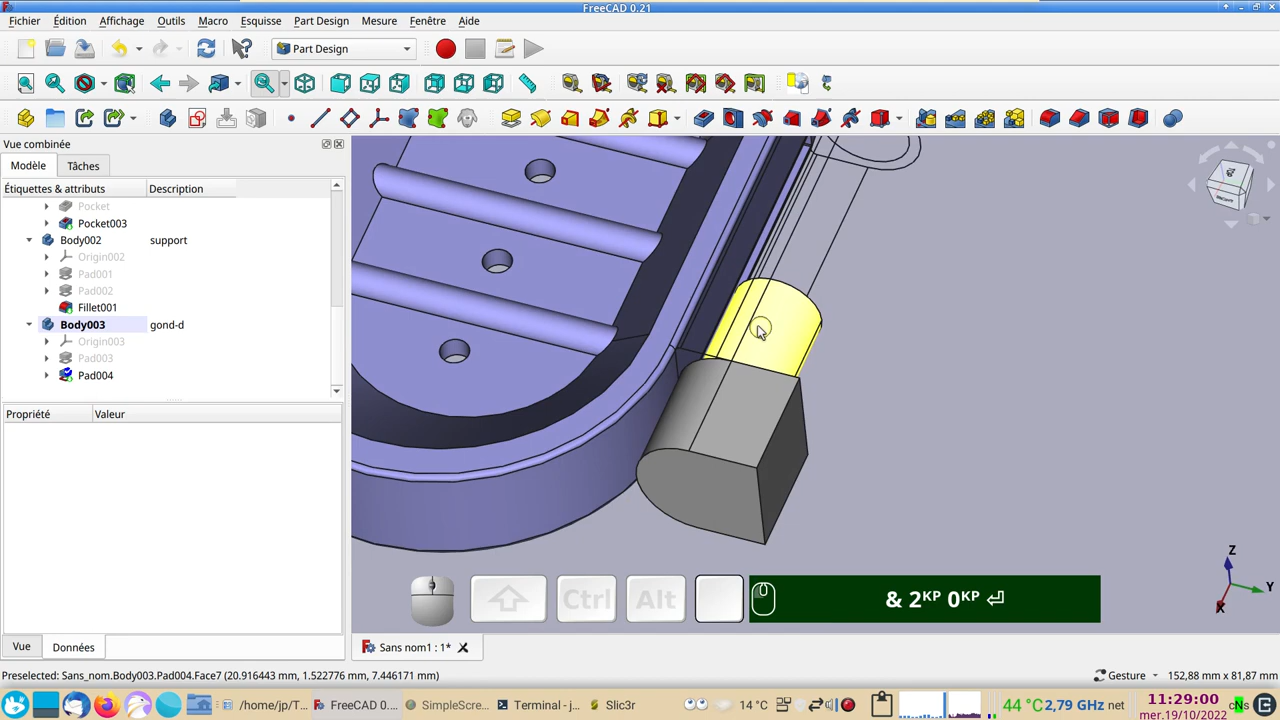 FreeCAD 0.21
Fichier Édition Affichage Outils Macro Esquisse Part Design Mesure Fenêtre Aide
Part Design
Vue combinée
Modèle Tâches
Étiquettes & attributs Description
Pocket
Pocket003
Body002 support
Origin002
Pad001
Pad002
Fillet001
Body003 gond-d
Origin003
Pad003
Pad004
Propriété Valeur
Z
Y
X
Ctrl Alt & 2ᴷᴾ 0ᴷᴾ ⏎
Vue Données
Sans nom1 : 1*
Preselected: Sans_nom.Body003.Pad004.Face7 (20.916443 mm, 1.522776 mm, 7.446171 mm)
Gesture 152,88 mm x 81,87 mm
/home/jp/T... FreeCAD 0.... SimpleScre... Terminal - j... Slic3r 14 °C 44°C 2,79 GHz net 11:29:00
mer.19/10/2022